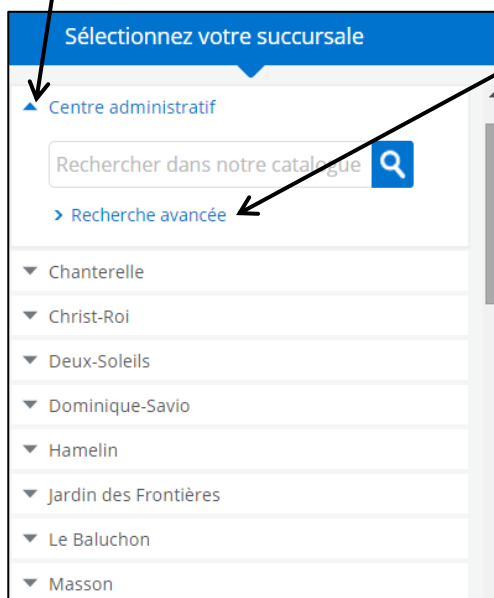 Sélectionnez votre succursale
Centre administratif
Rechercher dans notre catalogue
Recherche avancée
Chanterelle
Christ-Roi
Deux-Soleils
Dominique-Savio
Hamelin
Jardin des Frontières
Le Baluchon
Masson